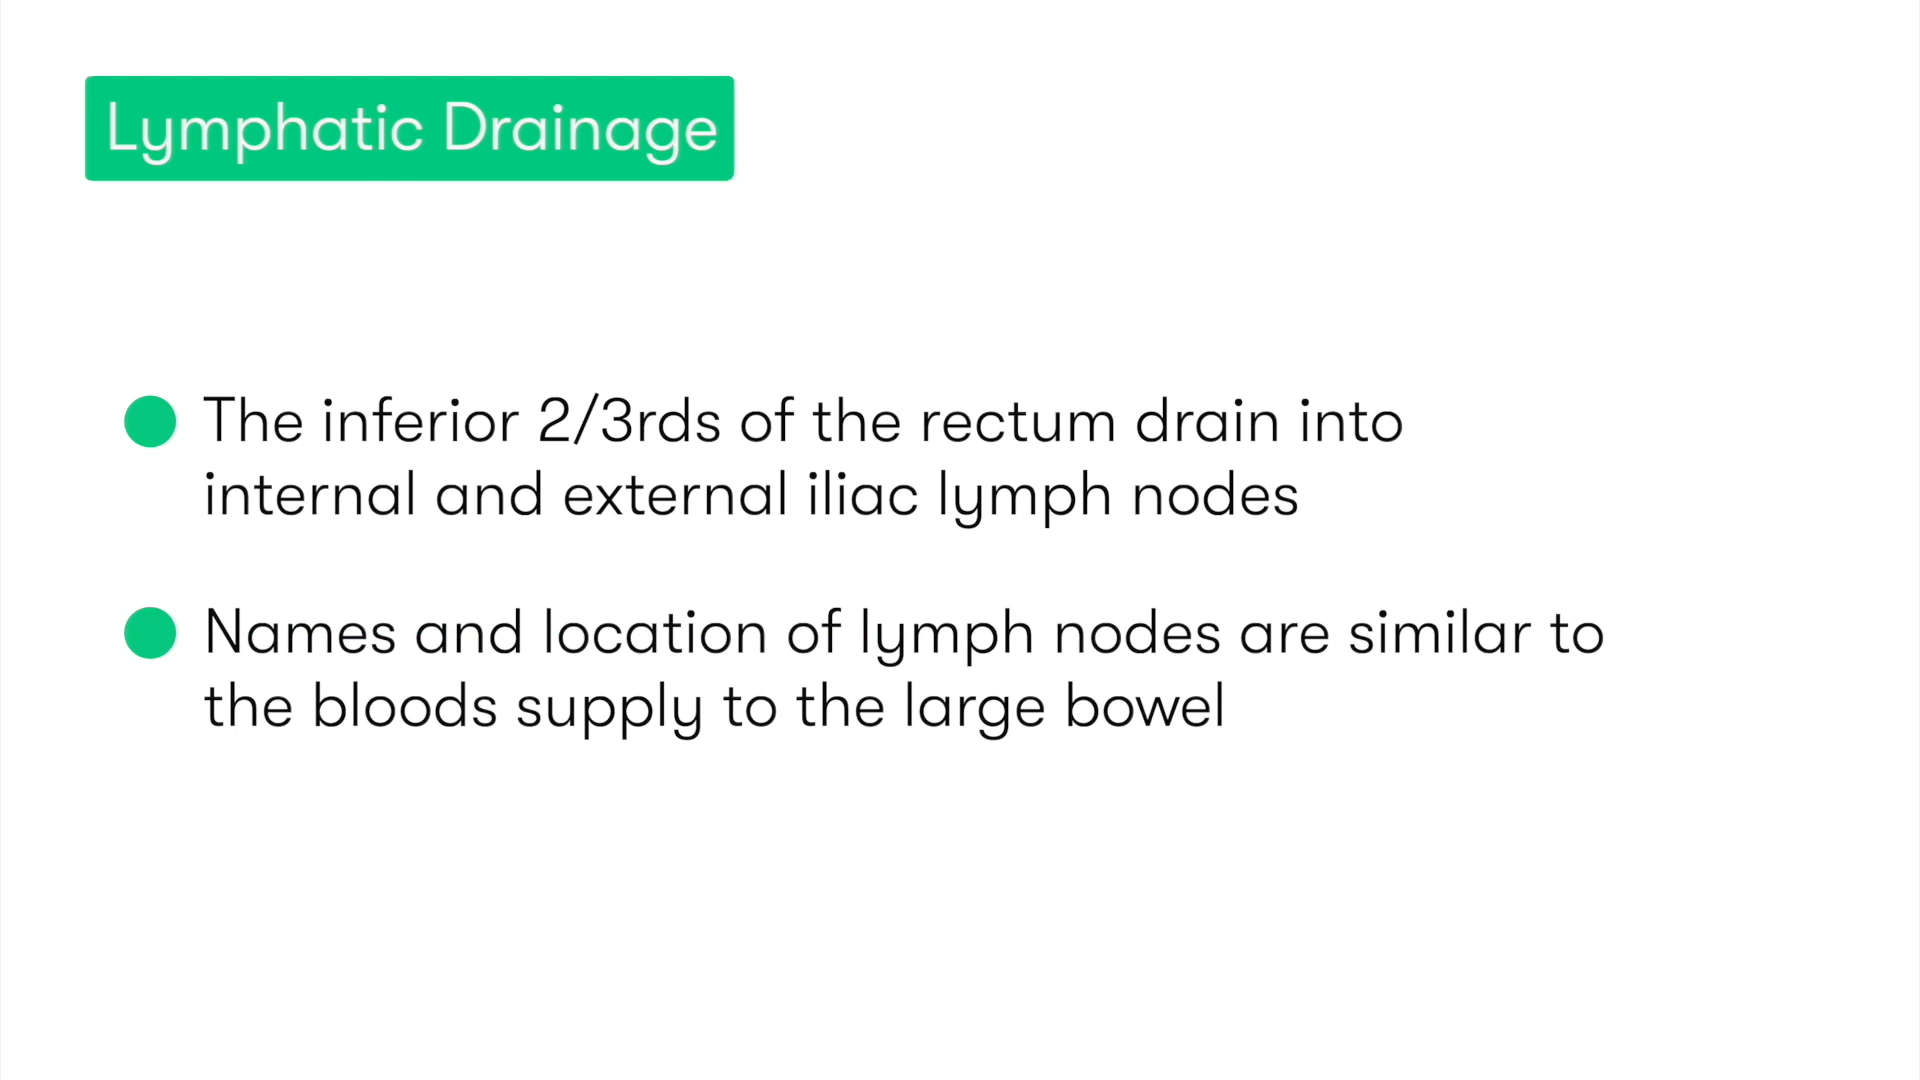 Lymphatic Drainage
The inferior 2/3rds of the rectum drain into
internal and external iliac lymph nodes
Names and location of lymph nodes are similar to
the bloods supply to the large bowel